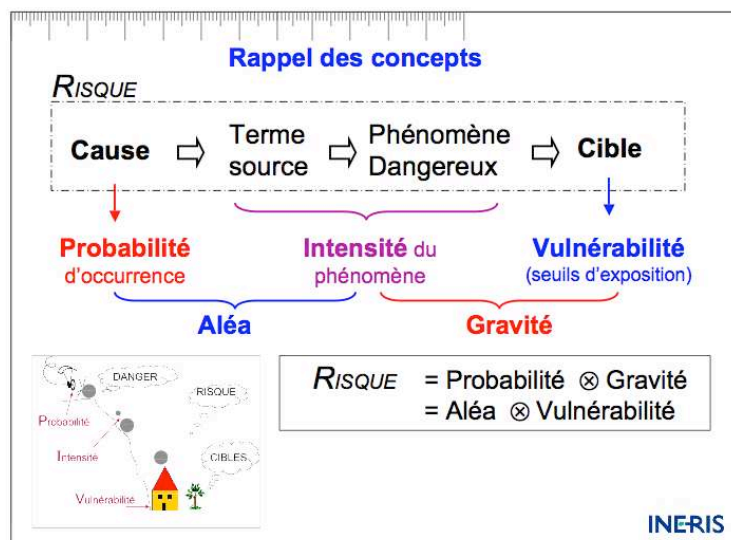 Rappel des concepts
RISQUE
Cause ⇨ Terme source ⇨ Phénomène Dangereux ⇨ Cible
Probabilité d'occurrence
Intensité du phénomène
Vulnérabilité (seuils d'exposition)
Aléa
Gravité
DANGER
RISQUE
Probabilité
Intensité
CIBLES
Vulnérabilité
RISQUE = Probabilité ⊗ Gravité
= Aléa ⊗ Vulnérabilité
INERIS